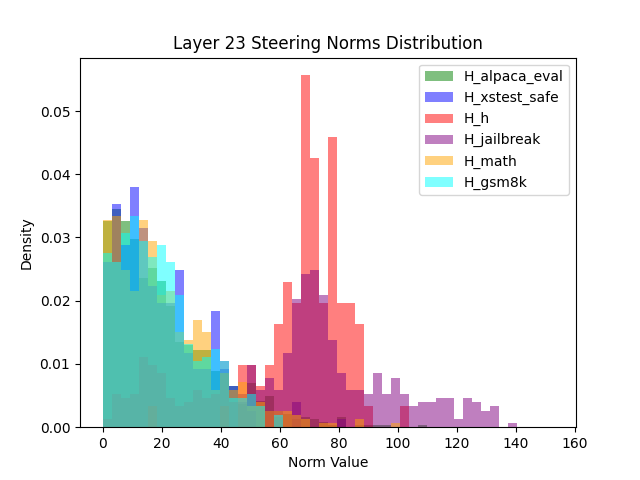 Layer 23 Steering Norms Distribution
H_alpaca_eval
H_xstest_safe
H_h
H_jailbreak
H_math
H_gsm8k
Density
0.05
0.04
0.03
0.02
0.01
0.00
0 20 40 60 80 100 120 140 160
Norm Value